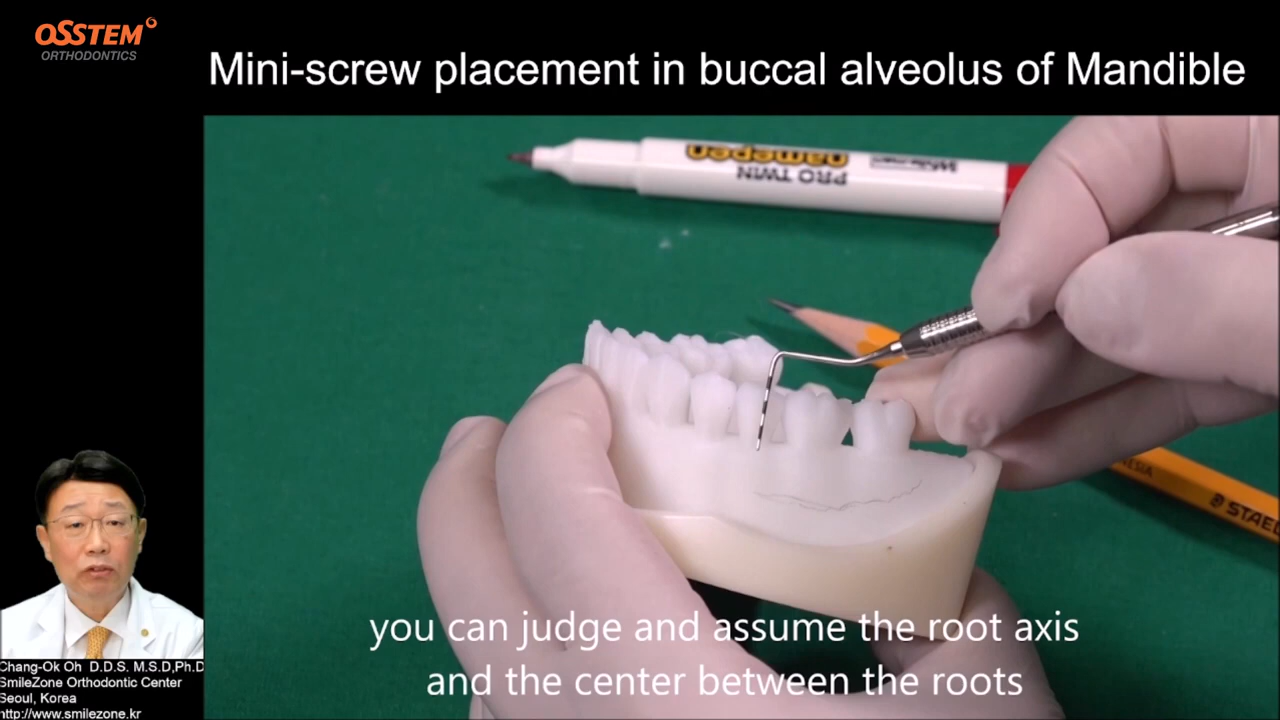 OSSTEM
ORTHODONTICS
Mini-screw placement in buccal alveolus of Mandible
namepen
PRO TWIN
STAED
you can judge and assume the root axis
and the center between the roots
Chang-Ok Oh D.D.S. M.S.D,Ph.D
SmileZone Orthodontic Center
Seoul, Korea
http://www.smilezone.kr